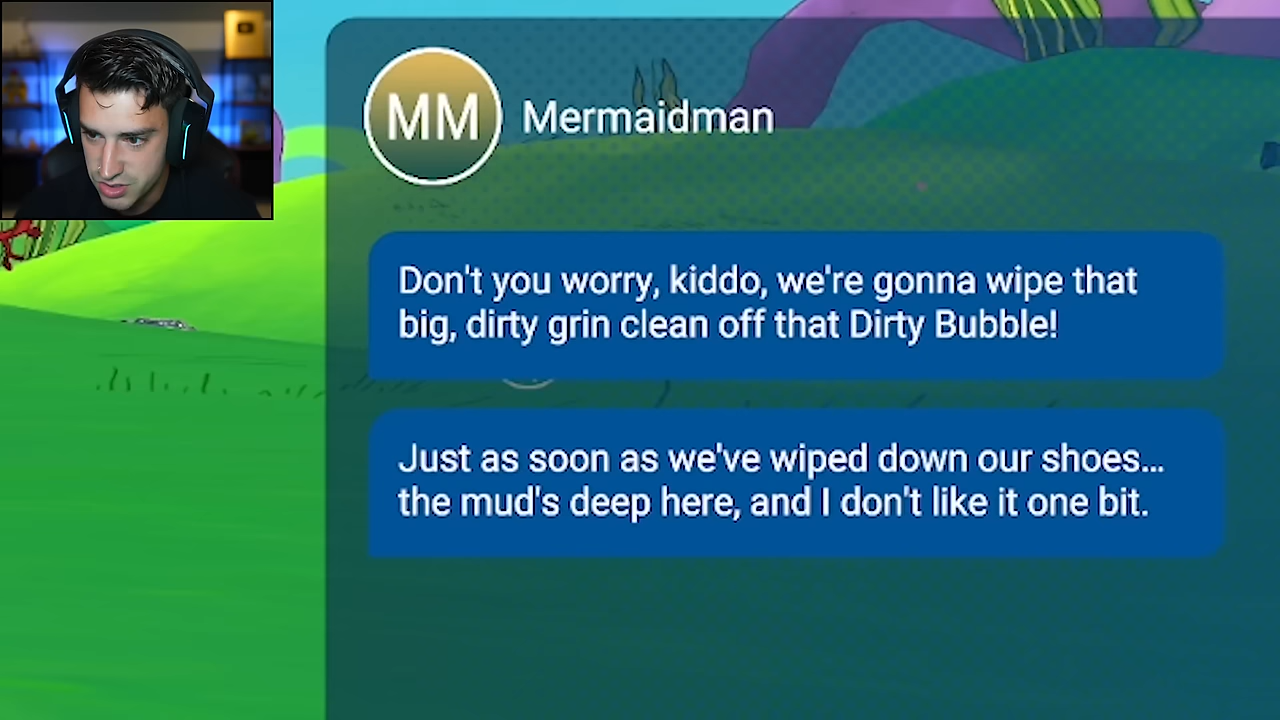 MM
Mermaidman
Don't you worry, kiddo, we're gonna wipe that
big, dirty grin clean off that Dirty Bubble!
Just as soon as we've wiped down our shoes...
the mud's deep here, and I don't like it one bit.